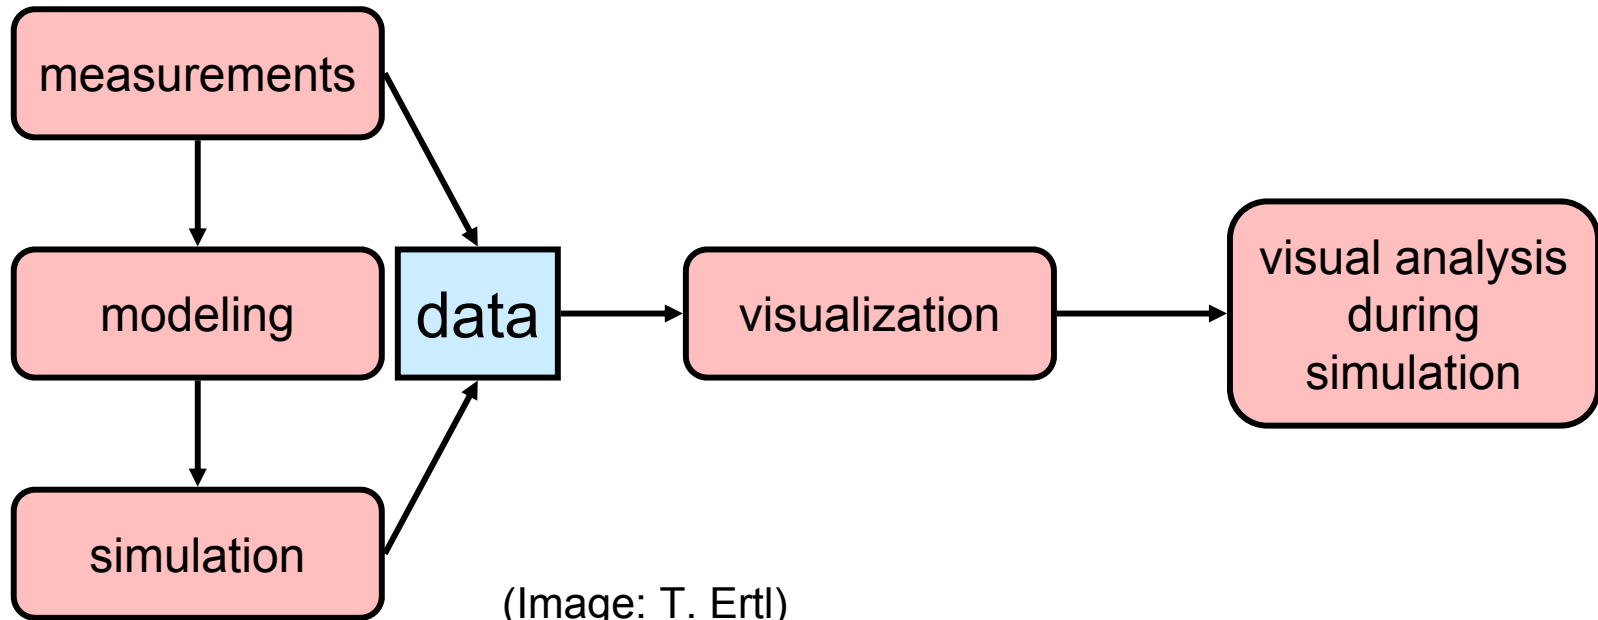 measurements
modeling
data
visualization
visual analysis
during
simulation
simulation
(Image: T. Ertl)